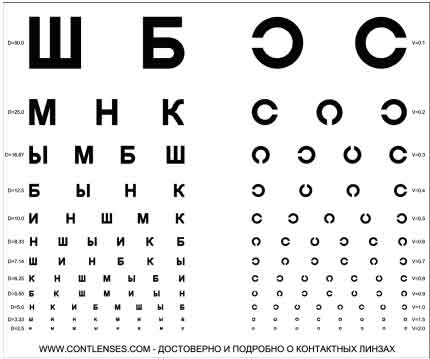 D=50.0 Ш Б V=0.1
D=25.0 М Н К V=0.2
D=16.67 Ы М Б Ш V=0.3
D=12.5 Б Ы Н К V=0.4
D=10.0 И Н Ш М К V=0.5
D=8.33 Н Ш Ы И К Б V=0.6
D=7.14 Ш И Н Б К Ы V=0.7
D=6.25 К Н Ш М Ы Б И V=0.8
D=5.55 Б К Ш М И Ы Н V=0.9
D=5.0 Н К И Б М Ш Ы Б V=1.0
D=3.33 V=1.5
D=2.5 V=2.0
WWW.CONTLENSES.COM - ДОСТОВЕРНО И ПОДРОБНО О КОНТАКТНЫХ ЛИНЗАХ